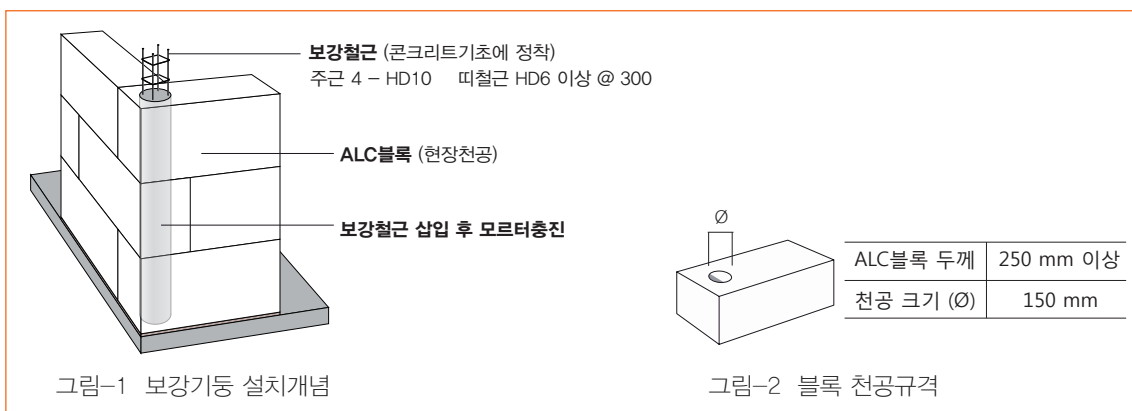 보강철근 (콘크리트기초에 정착)
주근 4 – HD10 띠철근 HD6 이상 @ 300
ALC블록 (현장천공)
보강철근 삽입 후 모르터충진
그림-1 보강기둥 설치개념
Ø
ALC블록 두께 250 mm 이상
천공 크기 (Ø) 150 mm
그림-2 블록 천공규격